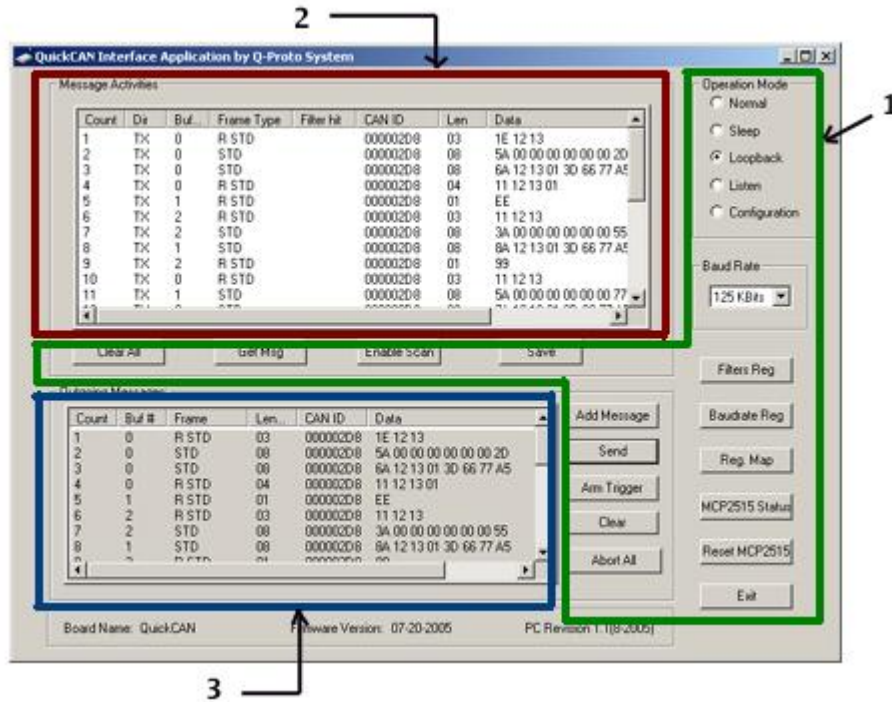 2
QuickCAN Interface Application by Q-Proto System
Message Activities
Count Dir Buf... Frame Type Filter hit CAN ID Len Data
1 TX 0 R STD 000002D8 03 1E 12 13
2 TX 0 STD 000002D8 08 5A 00 00 00 00 00 00 2D
3 TX 0 STD 000002D8 08 6A 12 13 01 3D 66 77 A5
4 TX 0 R STD 000002D8 04 11 12 13 01
5 TX 1 R STD 000002D8 01 EE
6 TX 2 R STD 000002D8 03 11 12 13
7 TX 2 STD 000002D8 08 3A 00 00 00 00 00 00 55
8 TX 1 STD 000002D8 08 8A 12 13 01 3D 66 77 A5
9 TX 2 R STD 000002D8 01 99
10 TX 0 R STD 000002D8 03 11 12 13
11 TX 1 STD 000002D8 08 5A 00 00 00 00 00 00 77
Operation Mode
Normal
Sleep
Loopback
Listen
Configuration
1
Baud Rate
125 KBits
Clear All Get Msg Enable Scan Save
Outgoing Messages
Count Buf # Frame Len... CAN ID Data
1 0 R STD 03 000002D8 1E 12 13
2 0 STD 08 000002D8 5A 00 00 00 00 00 00 2D
3 0 STD 08 000002D8 6A 12 13 01 3D 66 77 A5
4 0 R STD 04 000002D8 11 12 13 01
5 1 R STD 01 000002D8 EE
6 2 R STD 03 000002D8 11 12 13
7 2 STD 08 000002D8 3A 00 00 00 00 00 00 55
8 1 STD 08 000002D8 8A 12 13 01 3D 66 77 A5
Add Message
Send
Arm Trigger
Clear
Abort All
Filters Reg
Baudrate Reg
Reg. Map
MCP2515 Status
Reset MCP2515
Exit
Board Name: QuickCAN Firmware Version: 07-20-2005 PC Revision 1.1(8-2005)
3